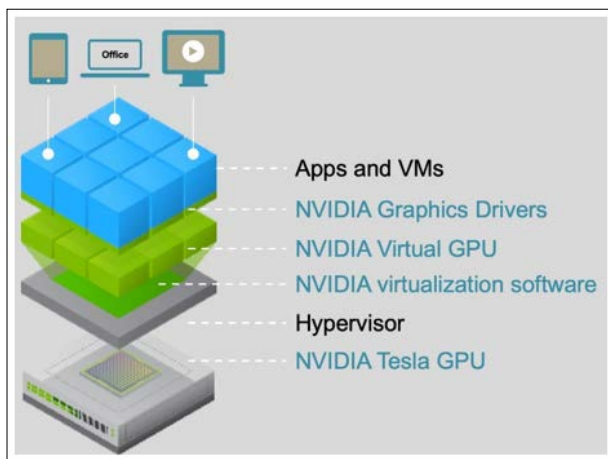 Office
Apps and VMs
NVIDIA Graphics Drivers
NVIDIA Virtual GPU
NVIDIA virtualization software
Hypervisor
NVIDIA Tesla GPU